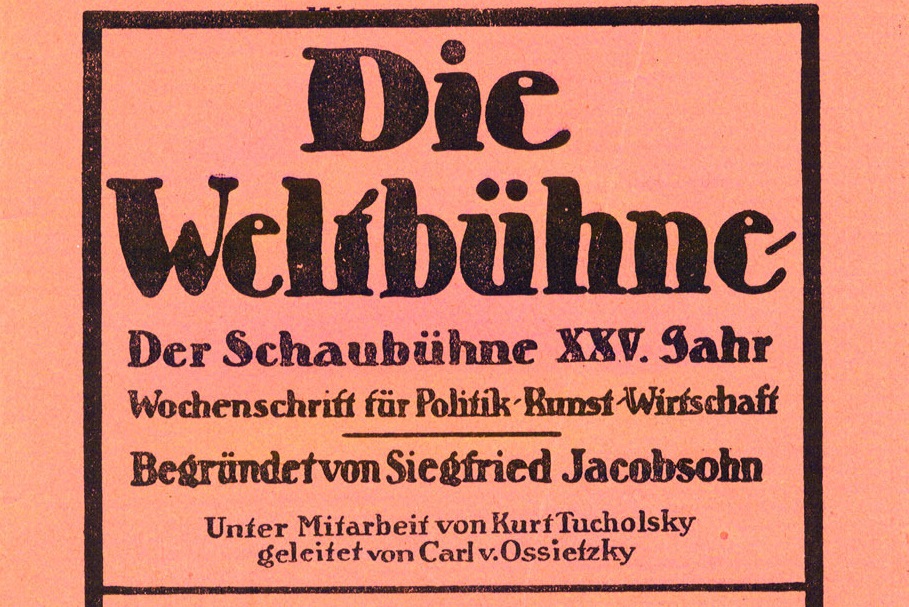 Die
Weltbühne
Der Schaubühne XXV. Jahr
Wochenschrift für Politik-Kunst-Wirtschaft
Begründet von Siegfried Jacobsohn
Unter Mitarbeit von Kurt Tucholsky
geleitet von Carl v. Ossietzky